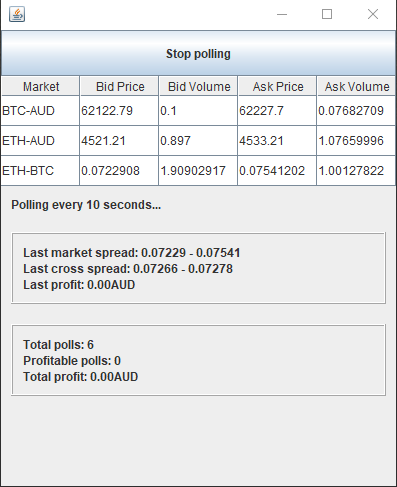 Stop polling
Market Bid Price Bid Volume Ask Price Ask Volume
BTC-AUD 62122.79 0.1 62227.7 0.07682709
ETH-AUD 4521.21 0.897 4533.21 1.07659996
ETH-BTC 0.0722908 1.90902917 0.07541202 1.00127822
Polling every 10 seconds...
Last market spread: 0.07229 - 0.07541
Last cross spread: 0.07266 - 0.07278
Last profit: 0.00AUD
Total polls: 6
Profitable polls: 0
Total profit: 0.00AUD